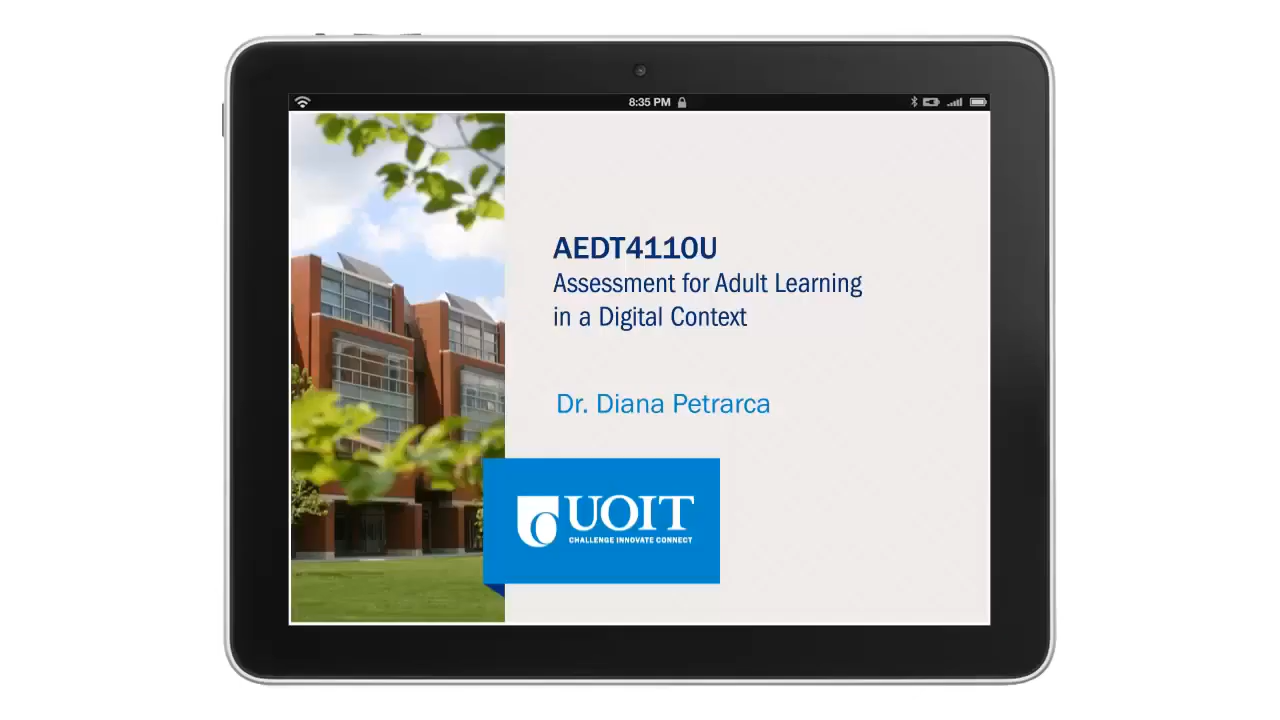 8:35 PM
AEDT4110U
Assessment for Adult Learning
in a Digital Context
Dr. Diana Petrarca
UOIT
CHALLENGE INNOVATE CONNECT